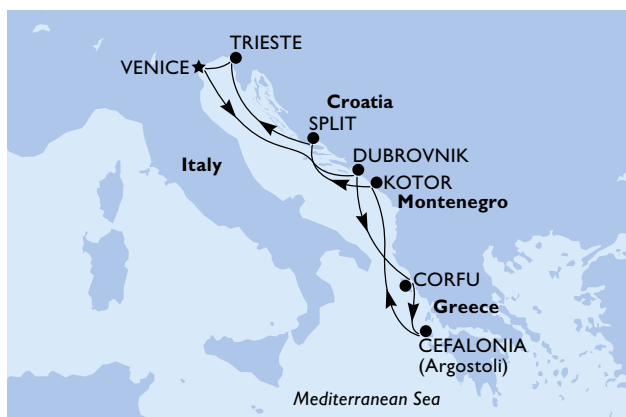 TRIESTE
VENICE
Croatia
SPLIT
DUBROVNIK
Italy
KOTOR
Montenegro
CORFU
Greece
CEFALONIA
(Argostoli)
Mediterranean Sea